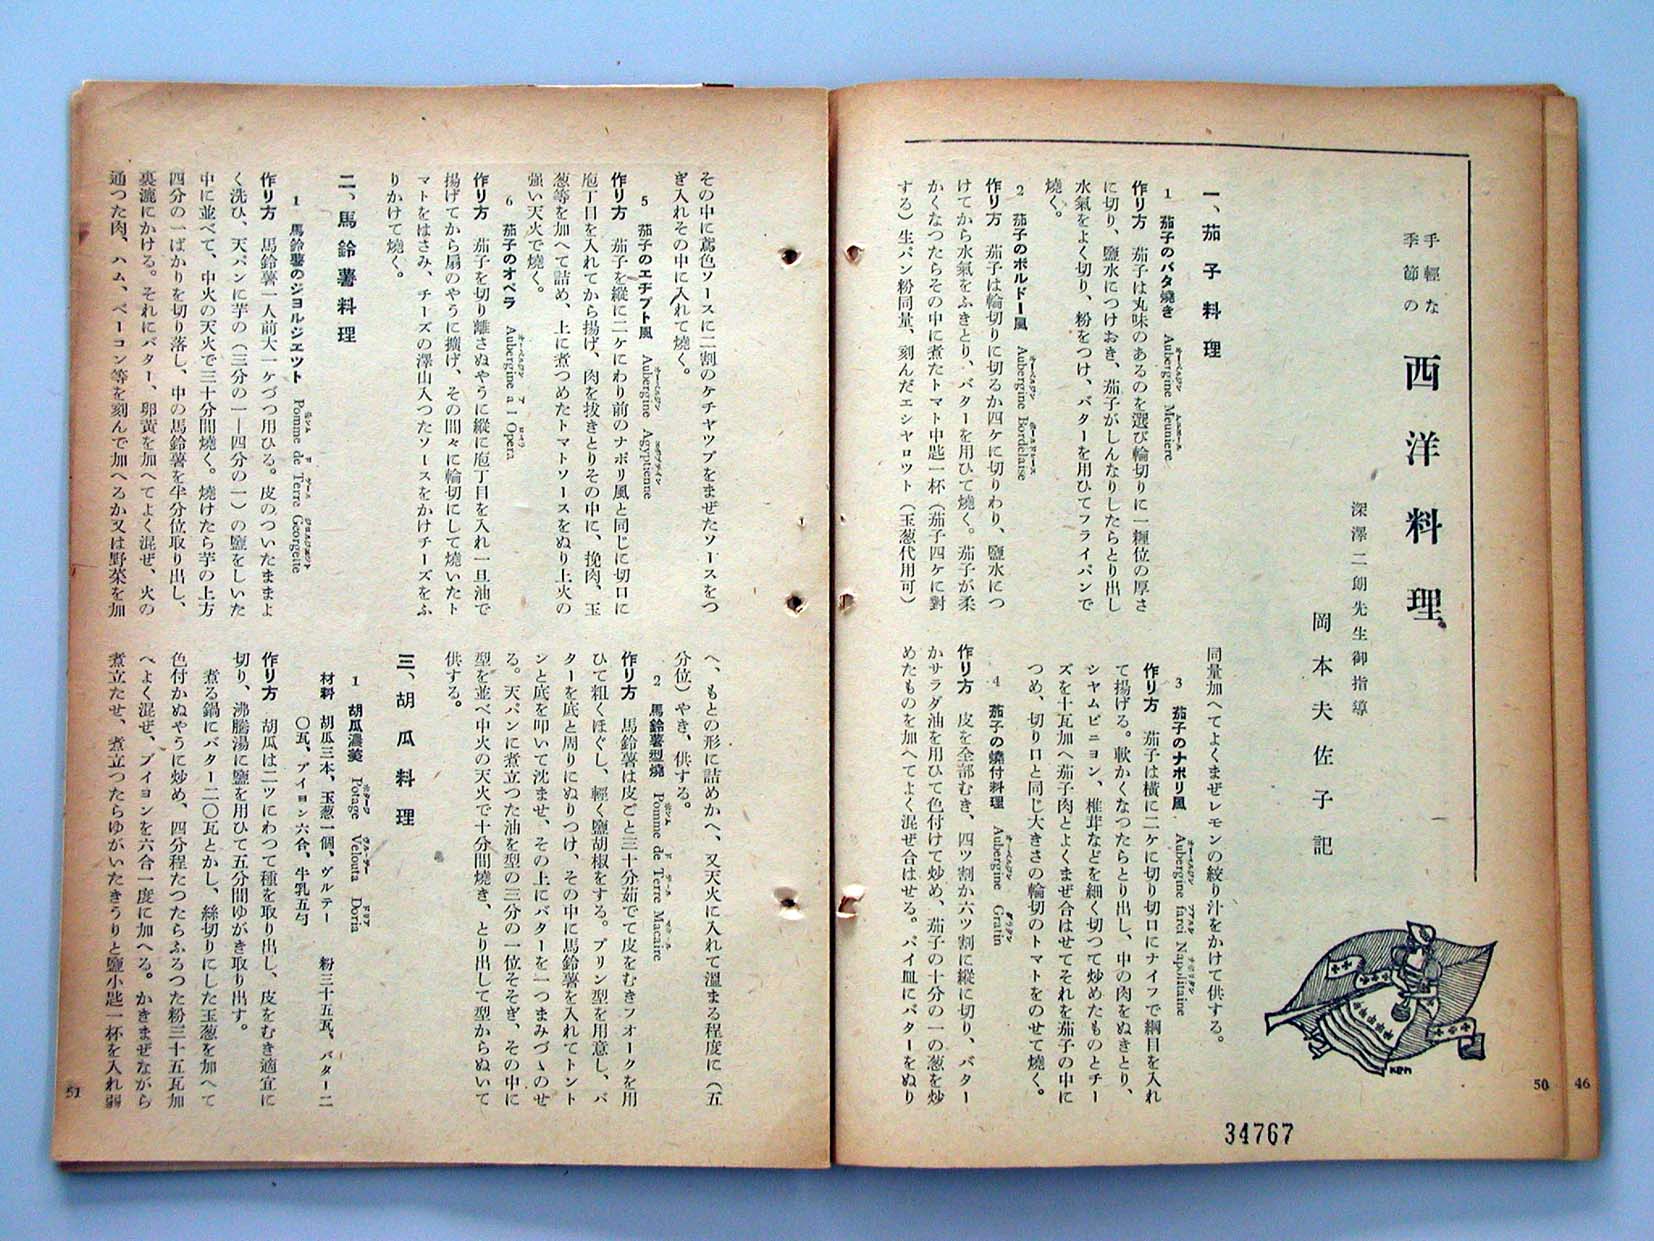 手輕な
季節の
西洋料理
深澤二朗先生御指導
岡本夫佐子記
一、茄子料理
1 茄子のバタ燒き Aubergine Meuniere
作り方 茄子は丸味のあるのを選び輪切りに一糎位の厚さ
に切り、鹽水につけおき、茄子がしんなりしたらとり出し
水氣をよく切り、粉をつけ、バターを用ひてフライパンで
燒く。
2 茄子のボルドー風 Aubergine Bordelaise
作り方 茄子は輪切りに切るか四ケに切りわり、鹽水につ
けてから水氣をふきとり、バターを用ひて燒く。茄子が柔
かくなつたらその中に煮たトマト中匙一杯(茄子四ケに對
する)生パン粉同量、刻んだエシヤロツト(玉葱代用可)
同量加へてよくまぜレモンの絞り汁をかけて供する。
3 茄子のナポリ風 Aubergine farci Napolitaine
作り方 茄子は橫に二ケに切り切口にナイフで綱目を入れ
て揚げる。軟かくなつたらとり出し、中の肉をぬきとり、
シヤムピニヨン、椎茸などを細く切つて炒めたものとチー
ズを十瓦加へ茄子肉とよくまぜ合はせてそれを茄子の中に
つめ、切り口と同じ大きさの輪切のトマトをのせて燒く。
4 茄子の燒付料理 Aubergine Gratin
作り方 皮を全部むき、四ツ割か六ツ割に縱に切り、バター
かサラダ油を用ひて色付けて炒め、茄子の十分の一の葱を炒
めたものを加へてよく混ぜ合はせる。パイ皿にバターをぬり
KEM
34767
50
46
その中に鳶色ソースに二割のケチヤツプをまぜたソースをつ
ぎ入れその中に入れて燒く。
5 茄子のエヂプト風 Aubergine Agyptienne
作り方 茄子を縱に二ケにわり前のナポリ風と同じに切口に
庖丁目を入れてから揚げ、肉を拔きとりその中に、挽肉、玉
葱等を加へて詰め、上に煮つめたトマトソースをぬり上火の
强い天火で燒く。
6 茄子のオペラ Aubergine a l Opera
作り方 茄子を切り離さぬやうに縱に庖丁目を入れ一旦油で
揚げてから扇のやうに擴げ、その間々に輪切にして燒いたト
マトをはさみ、チーズの澤山入つたソースをかけチーズをふ
りかけて燒く。
二、馬鈴薯料理
1 馬鈴薯のジヨルジエツト Pomme de Terre Georgette
作り方 馬鈴薯一人前大一ケづつ用ひる。皮のついたままよ
く洗ひ、天パンに芋の(三分の一—四分の一)の鹽をしいた
中に並べて、中火の天火で三十分間燒く。燒けたら芋の上方
四分の一ばかりを切り落し、中の馬鈴薯を半分位取り出し、
裏漉にかける。それにバター、卵黃を加へてよく混ぜ、火の
通つた肉、ハム、ベーコン等を刻んで加へるか又は野菜を加
へ、もとの形に詰めかへ、又天火に入れて溫まる程度に(五
分位)やき、供する。
2 馬鈴薯型燒 Pomme de Terre Macaire
作り方 馬鈴薯は皮ごと三十分茹でて皮をむきフオークを用
ひて粗くほぐし、輕く鹽胡椒をする。プリン型を用意し、バ
ターを底と周りにぬりつけ、その中に馬鈴薯を入れてトント
ンと底を叩いて沈ませ、その上にバターを一つまみづゝのせ
る。天パンに煮立つた油を型の三分の一位そそぎ、その中に
型を並べ中火の天火で十分間燒き、とり出して型からぬいて
供する。
三、胡瓜料理
1 胡瓜濃羹 Potage Velouta Doria
材料 胡瓜三本、玉葱一個、ヴルテー 粉三十五瓦、バター二
〇瓦、ブイヨン六合、牛乳五勺
作り方 胡瓜は二ツにわつて種を取り出し、皮をむき適宜に
切り、沸騰湯に鹽を用ひて五分間ゆがき取り出す。
煮る鍋にバター二〇瓦とかし、絲切りにした玉葱を加へて
色付かぬやうに炒め、四分程たつたらふるつた粉三十五瓦加
へよく混ぜ、ブイヨンを六合一度に加へる。かきまぜながら
煮立たせ、煮立つたらゆがいたきうりと鹽小匙一杯を入れ弱
51